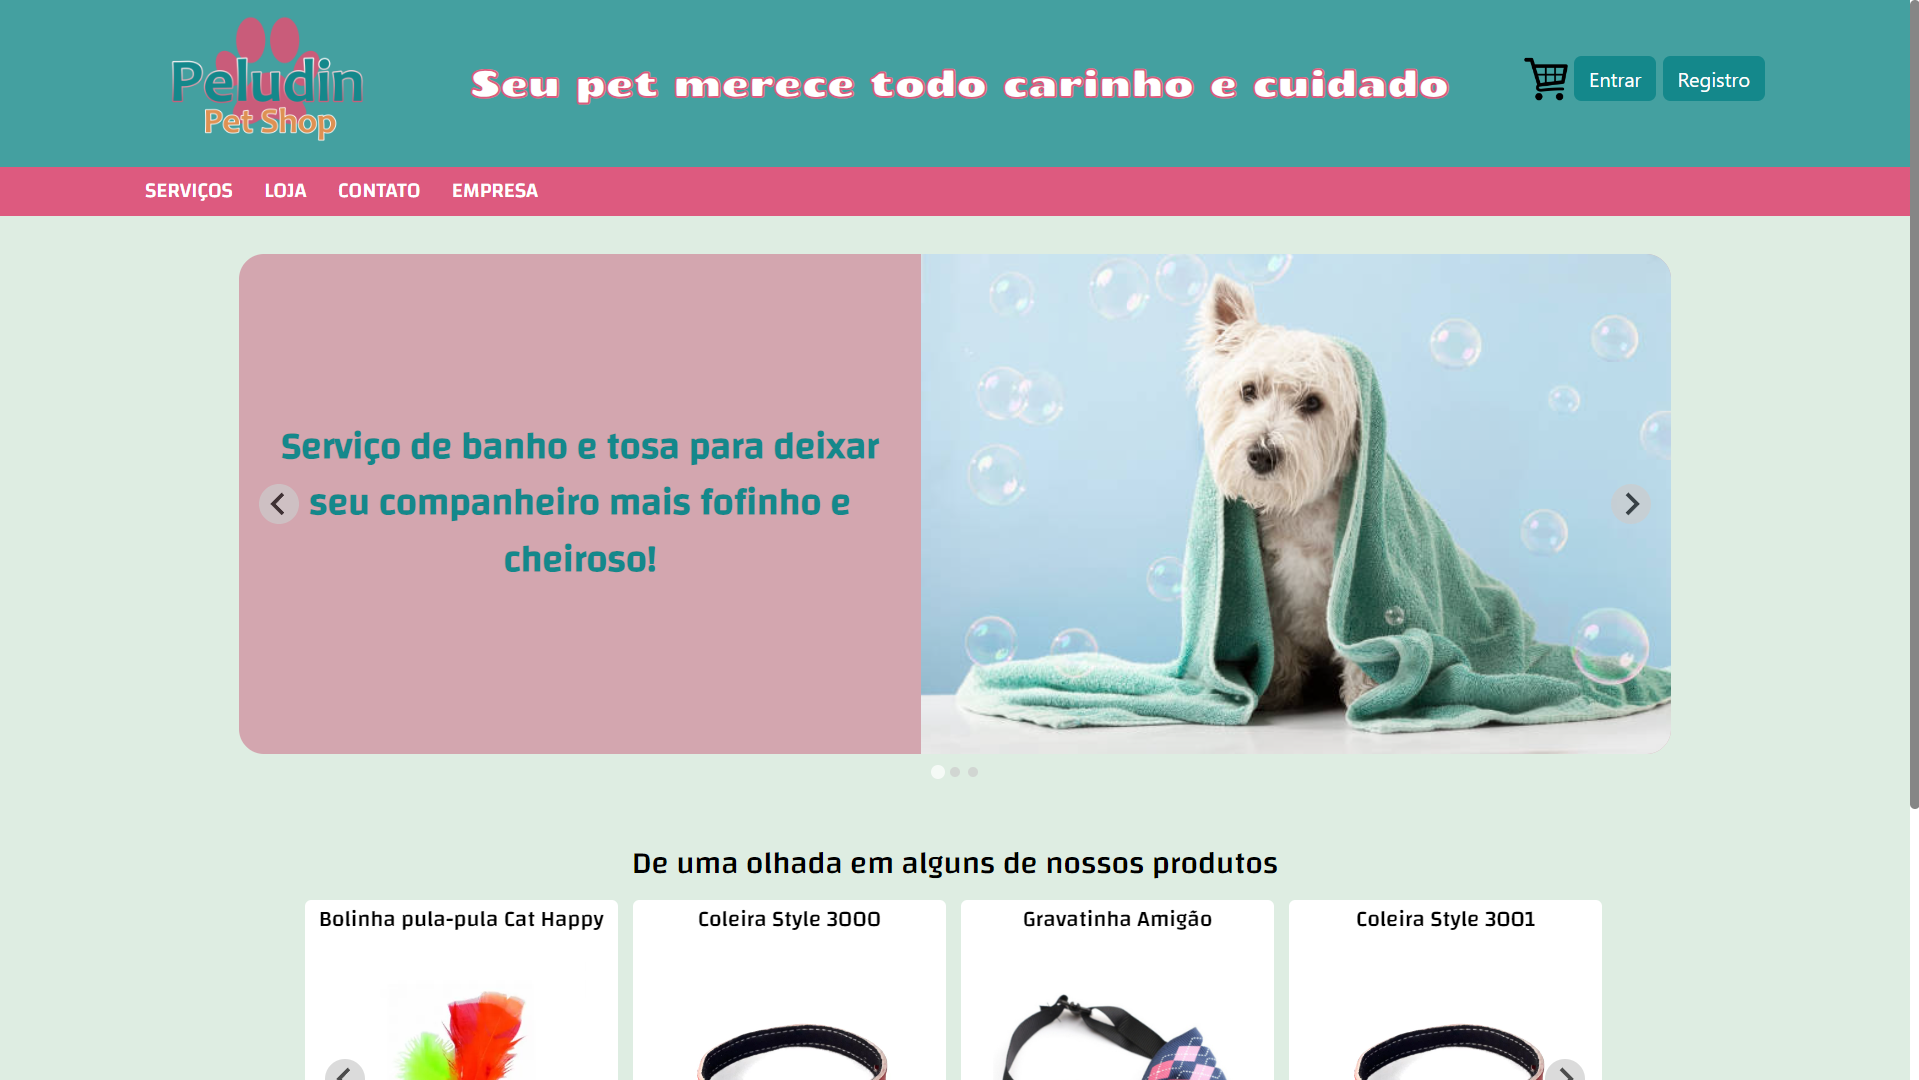 Peludin
Pet Shop
Seu pet merece todo carinho e cuidado
Entrar
Registro
SERVIÇOS
LOJA
CONTATO
EMPRESA
Serviço de banho e tosa para deixar
seu companheiro mais fofinho e
cheiroso!
De uma olhada em alguns de nossos produtos
Bolinha pula-pula Cat Happy
Coleira Style 3000
Gravatinha Amigão
Coleira Style 3001